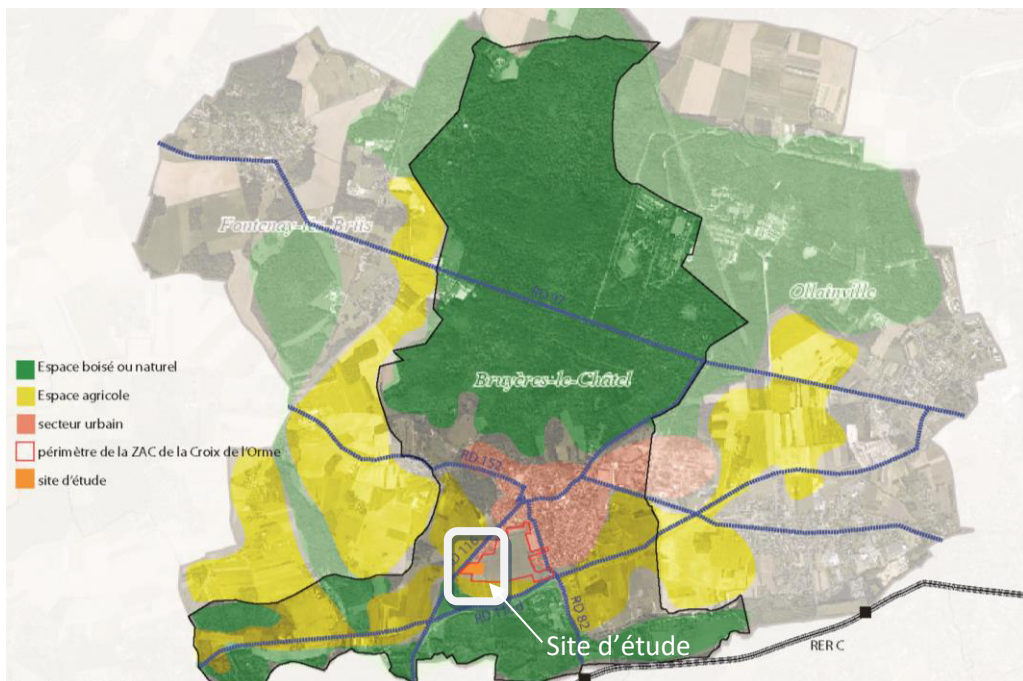 Fontenay-lès-Briis
RD 97
Ollainville
Espace boisé ou naturel
Bruyères-le-Châtel
Espace agricole
secteur urbain
périmètre de la ZAC de la Croix de l'Orme
RD 152
site d'étude
RD 82
Site d'étude
RER C